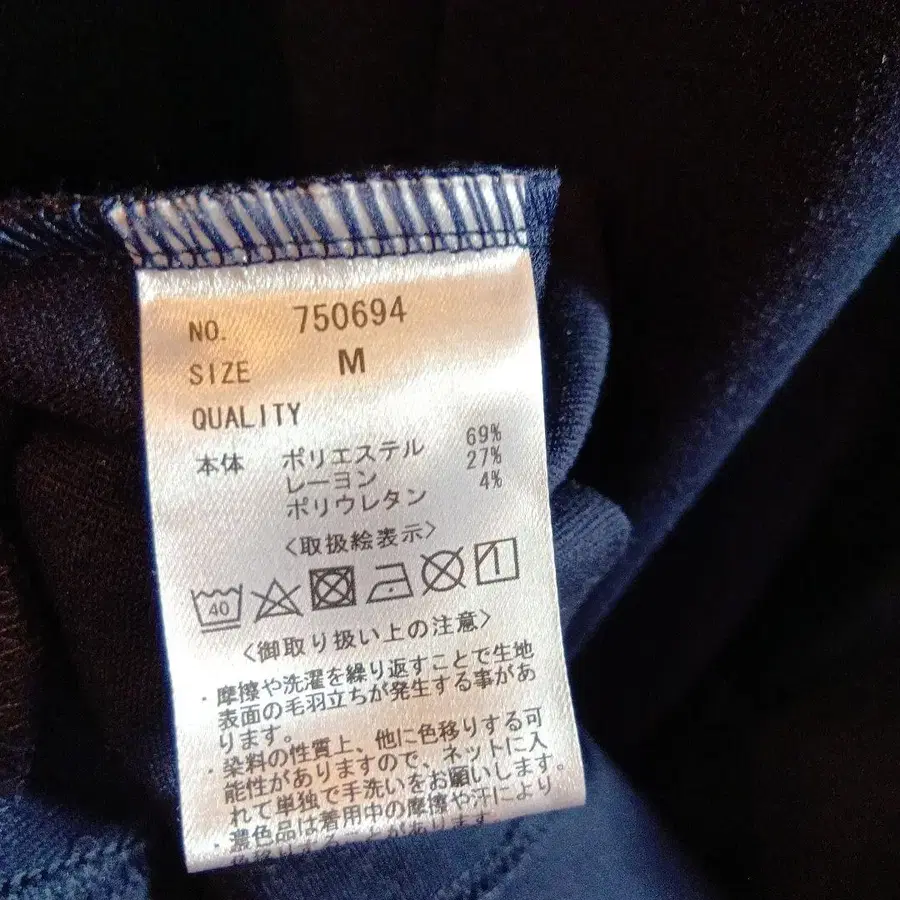 NO. 750694
SIZE M
QUALITY
本体 ポリエステル 69%
レーヨン 27%
ポリウレタン 4%
<取扱絵表示>
40
<御取り扱い上の注意>
・摩擦や洗濯を繰り返すことで生地
表面の毛羽立ちが発生する事があ
ります。
・染料の性質上、他に色移りする可
能性がありますので、ネットに入
れて単独で手洗いをお願いします。
・濃色品は着用中の摩擦や汗により